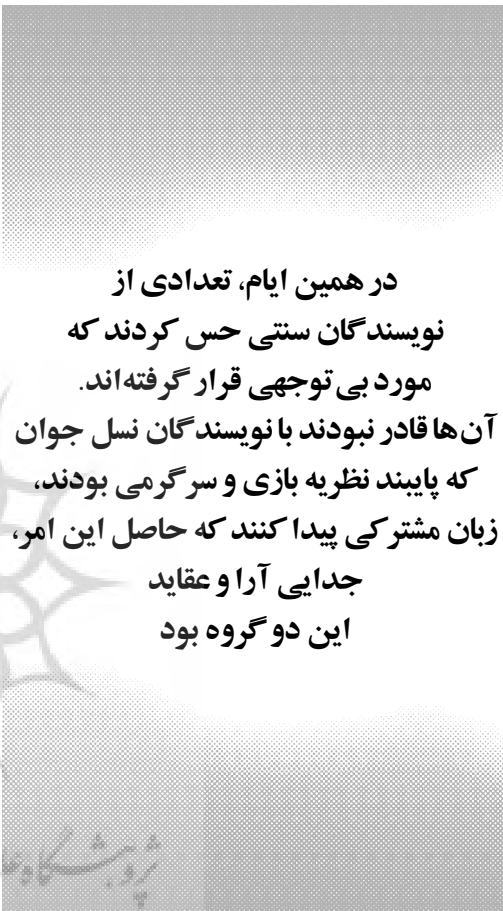 در همین ایام، تعدادی از
نویسندگان سنتی حس کردند که
مورد بی‌توجهی قرار گرفته‌اند.
آن‌ها قادر نبودند با نویسندگان نسل جوان
که پایبند نظریه بازی و سرگرمی بودند،
زبان مشترکی پیدا کنند که حاصل این امر،
جدایی آرا و عقاید
این دو گروه بود